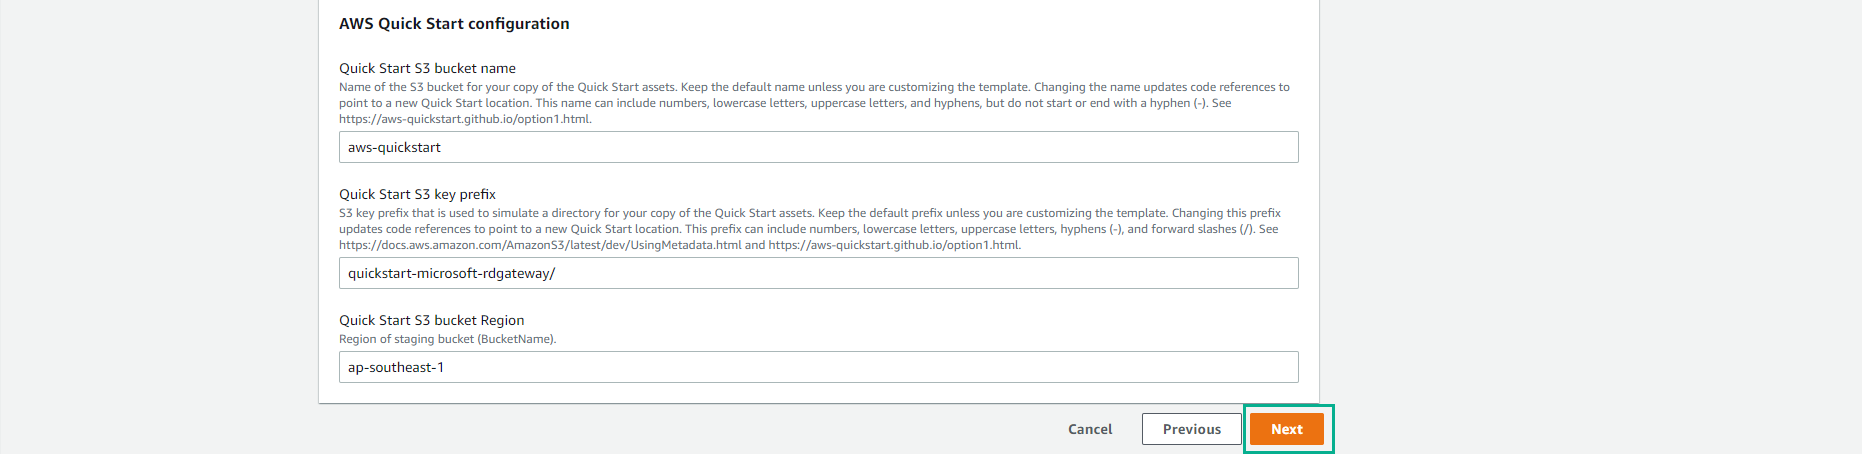 AWS Quick Start configuration
Quick Start S3 bucket name
Name of the S3 bucket for your copy of the Quick Start assets. Keep the default name unless you are customizing the template. Changing the name updates code references to
point to a new Quick Start location. This name can include numbers, lowercase letters, uppercase letters, and hyphens, but do not start or end with a hyphen (-). See
https://aws-quickstart.github.io/option1.html.
aws-quickstart
Quick Start S3 key prefix
S3 key prefix that is used to simulate a directory for your copy of the Quick Start assets. Keep the default prefix unless you are customizing the template. Changing this prefix
updates code references to point to a new Quick Start location. This prefix can include numbers, lowercase letters, uppercase letters, hyphens (-), and forward slashes (/). See
https://docs.aws.amazon.com/AmazonS3/latest/dev/UsingMetadata.html and https://aws-quickstart.github.io/option1.html.
quickstart-microsoft-rdgateway/
Quick Start S3 bucket Region
Region of staging bucket (BucketName).
ap-southeast-1
Cancel Previous Next